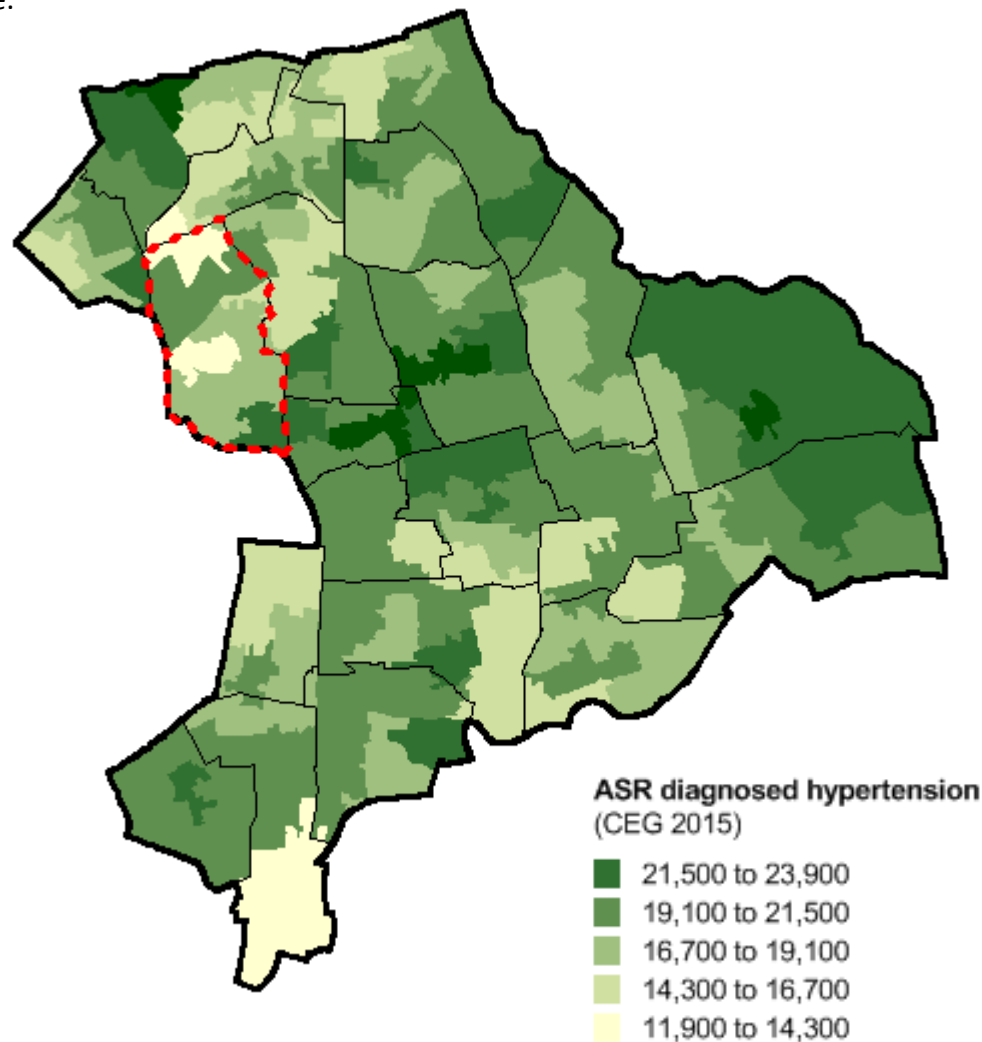 e:
ASR diagnosed hypertension
(CEG 2015)
21,500 to 23,900
19,100 to 21,500
16,700 to 19,100
14,300 to 16,700
11,900 to 14,300